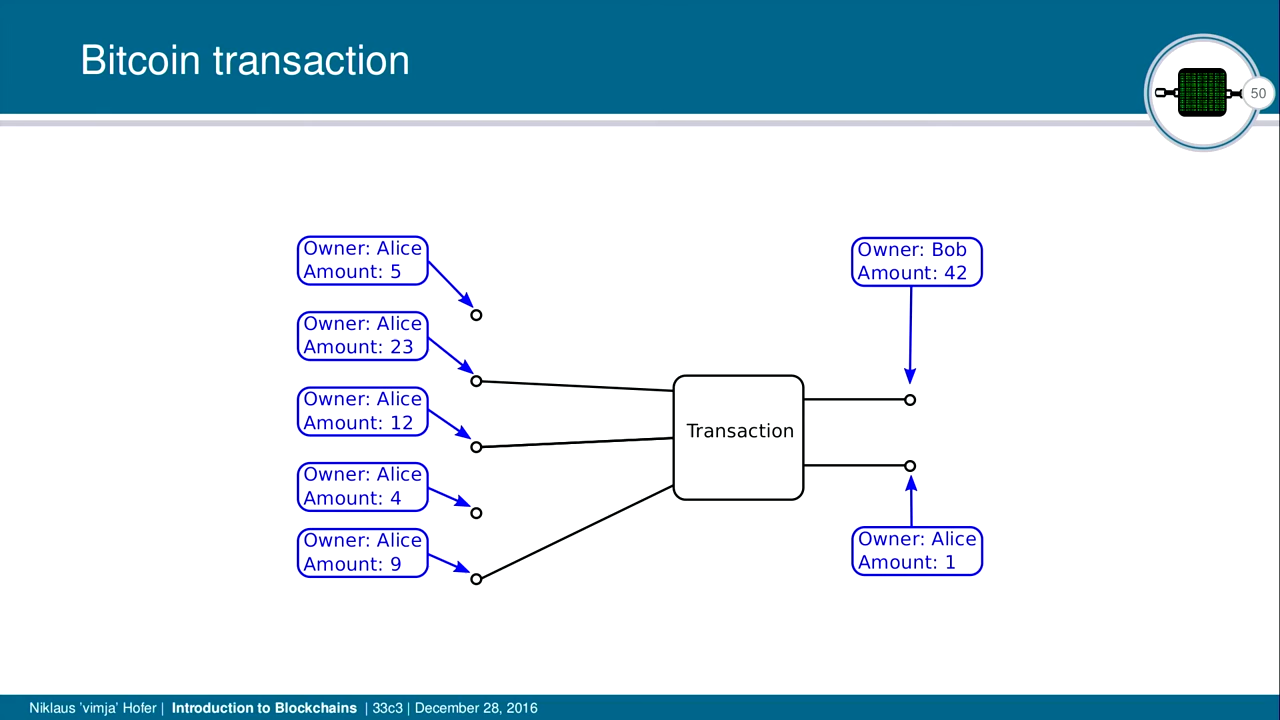 Bitcoin transaction
50
Owner: Alice
Amount: 5
Owner: Alice
Amount: 23
Owner: Alice
Amount: 12
Owner: Alice
Amount: 4
Owner: Alice
Amount: 9
Transaction
Owner: Bob
Amount: 42
Owner: Alice
Amount: 1
Niklaus 'vimja' Hofer | Introduction to Blockchains | 33c3 | December 28, 2016